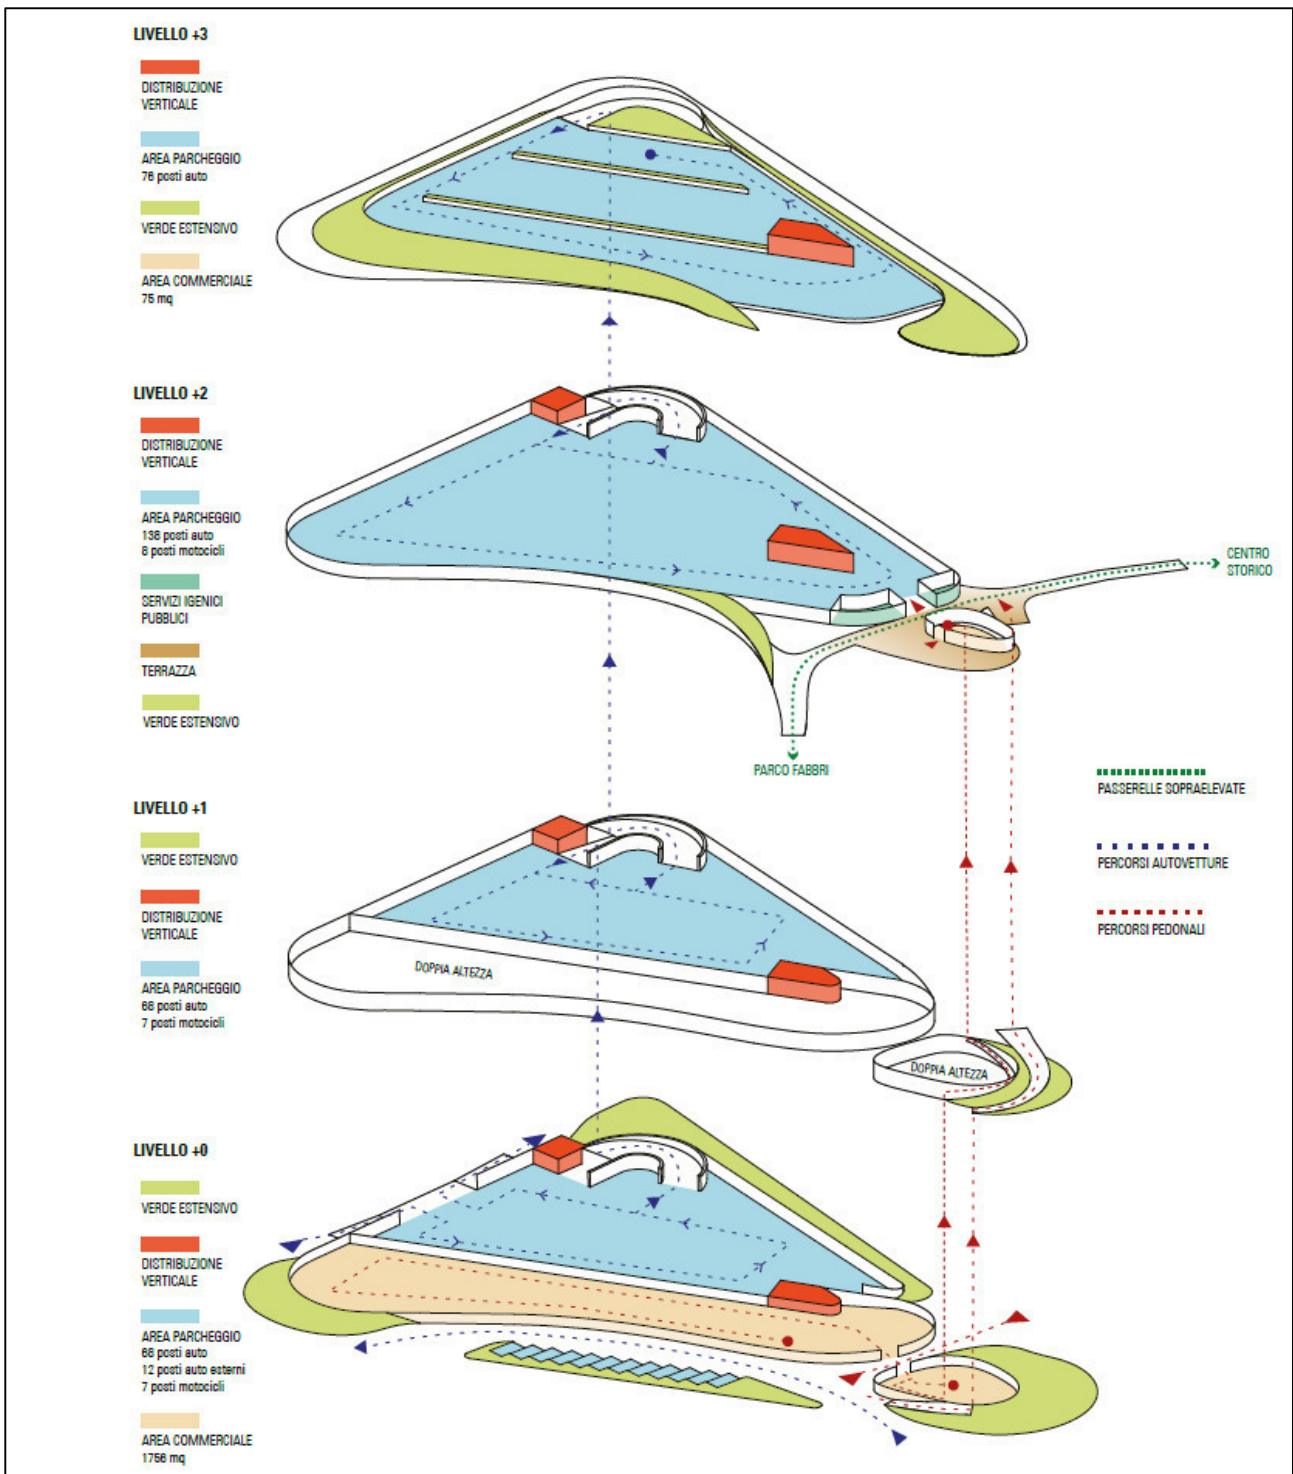 LIVELLO +3
DISTRIBUZIONE
VERTICALE
AREA PARCHEGGIO
76 posti auto
VERDE ESTENSIVO
AREA COMMERCIALE
75 mq
LIVELLO +2
DISTRIBUZIONE
VERTICALE
AREA PARCHEGGIO
138 posti auto
8 posti motocicli
SERVIZI IGENICI
PUBBLICI
TERRAZZA
VERDE ESTENSIVO
CENTRO
STORICO
PARCO FABBRI
PASSERELLE SOPRAELEVATE
PERCORSI AUTOVETTURE
PERCORSI PEDONALI
LIVELLO +1
VERDE ESTENSIVO
DISTRIBUZIONE
VERTICALE
AREA PARCHEGGIO
68 posti auto
7 posti motocicli
DOPPIA ALTEZZA
DOPPIA ALTEZZA
LIVELLO +0
VERDE ESTENSIVO
DISTRIBUZIONE
VERTICALE
AREA PARCHEGGIO
68 posti auto
12 posti auto esterni
7 posti motocicli
AREA COMMERCIALE
1756 mq